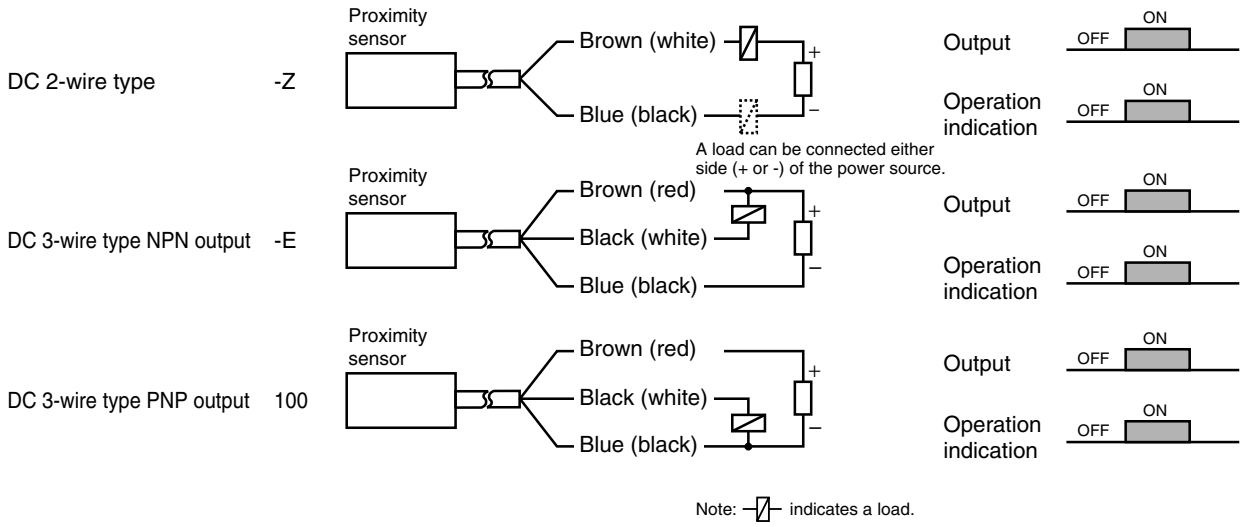 Proximity
sensor
DC 2-wire type -Z
Brown (white)
+
Blue (black)
−
A load can be connected either
side (+ or -) of the power source.
Output OFF ON
Operation
indication OFF ON
Proximity
sensor
DC 3-wire type NPN output -E
Brown (red)
+
Black (white)
−
Blue (black)
Output OFF ON
Operation
indication OFF ON
Proximity
sensor
DC 3-wire type PNP output 100
Brown (red)
+
Black (white)
−
Blue (black)
Output OFF ON
Operation
indication OFF ON
Note: indicates a load.